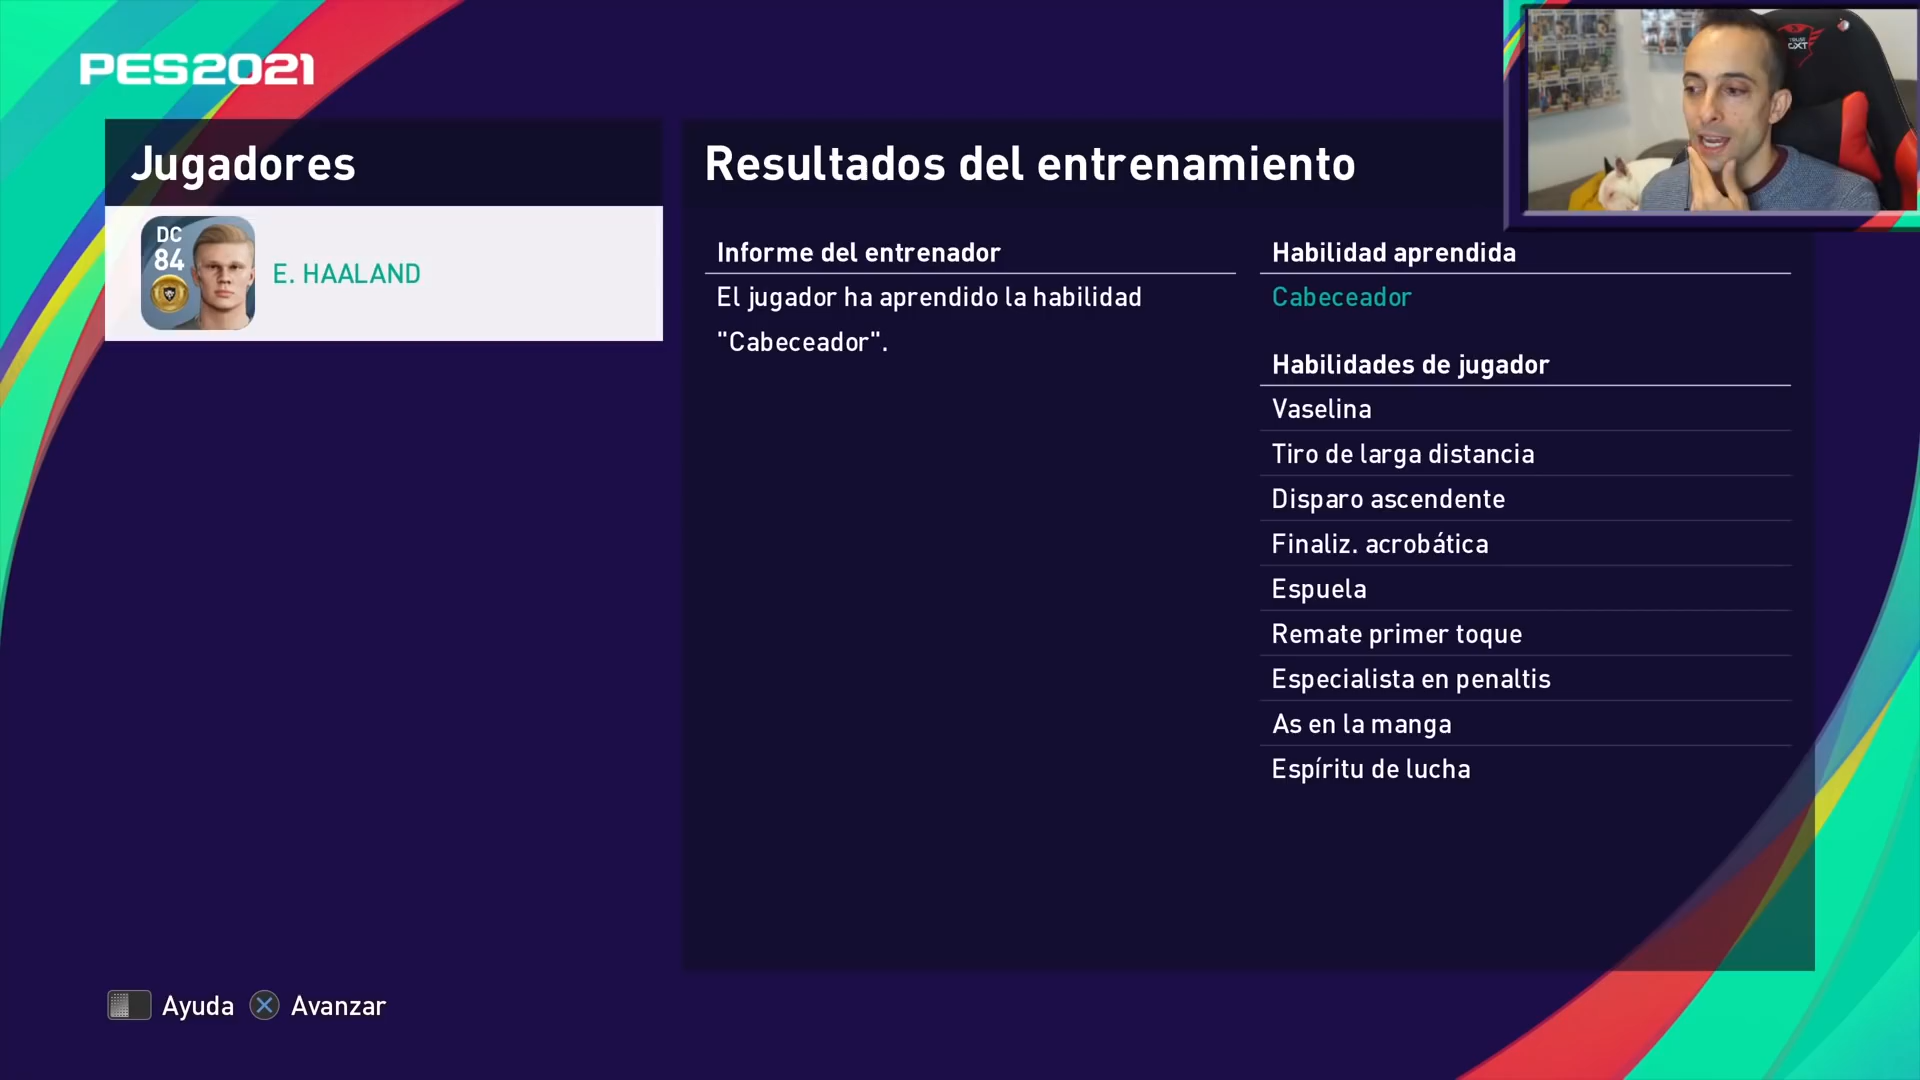 PES2021
Jugadores
DC
84
E. HAALAND
Resultados del entrenamiento
Informe del entrenador
El jugador ha aprendido la habilidad
"Cabeceador".
Habilidad aprendida
Cabeceador
Habilidades de jugador
Vaselina
Tiro de larga distancia
Disparo ascendente
Finaliz. acrobática
Espuela
Remate primer toque
Especialista en penaltis
As en la manga
Espíritu de lucha
Ayuda
Avanzar
TRUST
GXT